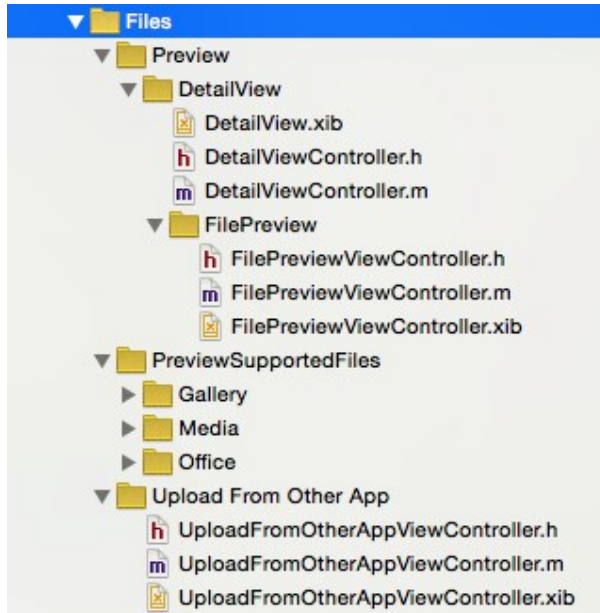 Files
Preview
DetailView
DetailView.xib
h DetailViewController.h
m DetailViewController.m
FilePreview
h FilePreviewViewController.h
m FilePreviewViewController.m
FilePreviewViewController.xib
PreviewSupportedFiles
Gallery
Media
Office
Upload From Other App
h UploadFromOtherAppViewController.h
m UploadFromOtherAppViewController.m
UploadFromOtherAppViewController.xib